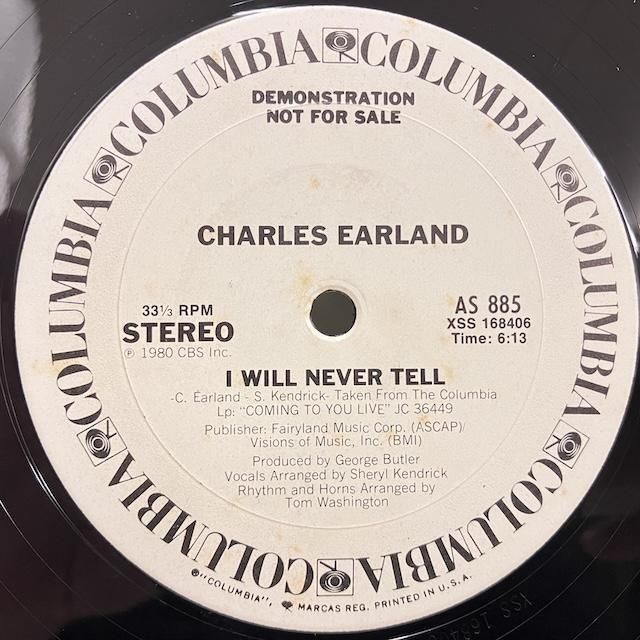 COLUMBIA COLUMBIA COLUMBIA COLUMBIA COLUMBIA COLUMBIA COLUMBIA COLUMBIA
DEMONSTRATION
NOT FOR SALE
CHARLES EARLAND
33⅓ RPM
STEREO
℗ 1980 CBS Inc.
AS 885
XSS 168406
Time: 6:13
I WILL NEVER TELL
-C. Earland - S. Kendrick- Taken From The Columbia
Lp: "COMING TO YOU LIVE" JC 36449
Publisher: Fairyland Music Corp. (ASCAP)/
Visions of Music, Inc. (BMI)
Produced by George Butler
Vocals Arranged by Sheryl Kendrick
Rhythm and Horns Arranged by
Tom Washington
®"COLUMBIA", MARCAS REG. PRINTED IN U.S.A.